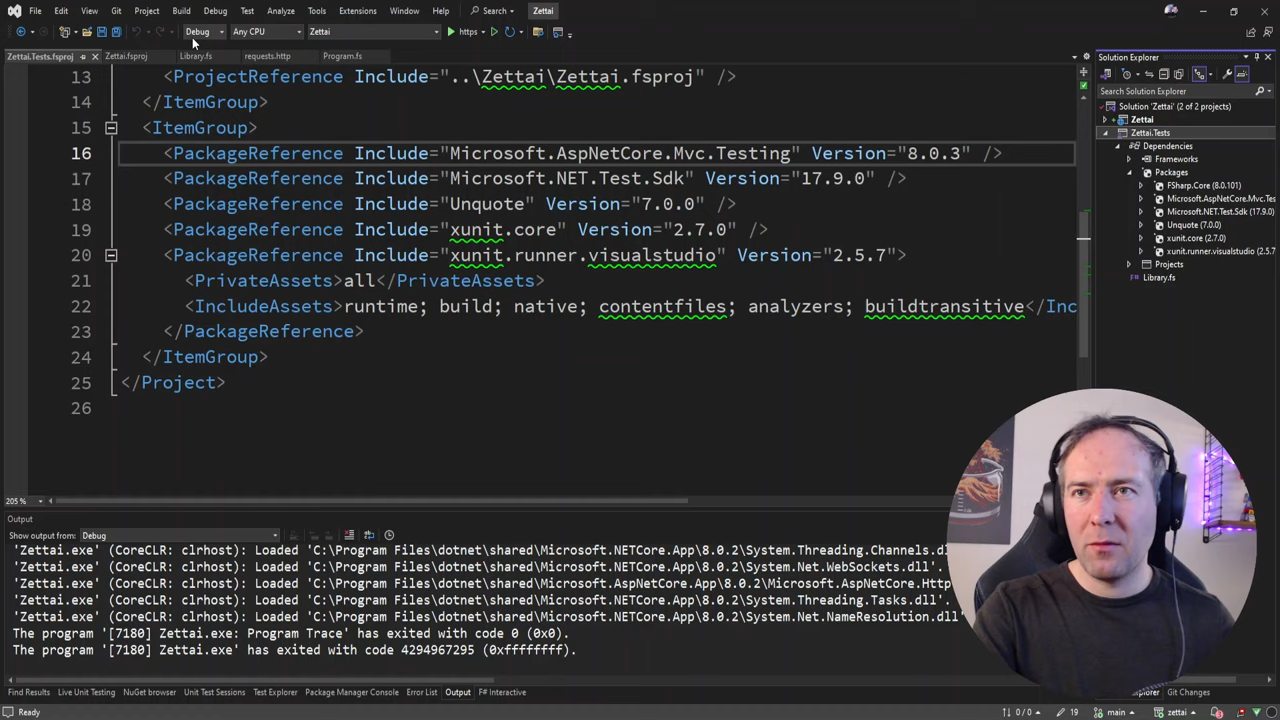 File Edit View Git Project Build Debug Test Analyze Tools Extensions Window Help Search Zettai
Debug Any CPU Zettai https
Zettai.Tests.fsproj Zettai.fsproj Library.fs requests.http Program.fs
13 <ProjectReference Include="..\Zettai\Zettai.fsproj" />
14 </ItemGroup>
15 <ItemGroup>
16 <PackageReference Include="Microsoft.AspNetCore.Mvc.Testing" Version="8.0.3" />
17 <PackageReference Include="Microsoft.NET.Test.Sdk" Version="17.9.0" />
18 <PackageReference Include="Unquote" Version="7.0.0" />
19 <PackageReference Include="xunit.core" Version="2.7.0" />
20 <PackageReference Include="xunit.runner.visualstudio" Version="2.5.7">
21 <PrivateAssets>all</PrivateAssets>
22 <IncludeAssets>runtime; build; native; contentfiles; analyzers; buildtransitive</Inc
23 </PackageReference>
24 </ItemGroup>
25 </Project>
26
205 %
Output
Show output from: Debug
'Zettai.exe' (CoreCLR: clrhost): Loaded 'C:\Program Files\dotnet\shared\Microsoft.NETCore.App\8.0.2\System.Threading.Channels.dl
'Zettai.exe' (CoreCLR: clrhost): Loaded 'C:\Program Files\dotnet\shared\Microsoft.NETCore.App\8.0.2\System.Net.WebSockets.dll'.
'Zettai.exe' (CoreCLR: clrhost): Loaded 'C:\Program Files\dotnet\shared\Microsoft.AspNetCore.App\8.0.2\Microsoft.AspNetCore.Http
'Zettai.exe' (CoreCLR: clrhost): Loaded 'C:\Program Files\dotnet\shared\Microsoft.NETCore.App\8.0.2\System.Threading.Tasks.dll'.
'Zettai.exe' (CoreCLR: clrhost): Loaded 'C:\Program Files\dotnet\shared\Microsoft.NETCore.App\8.0.2\System.Net.NameResolution.dll'
The program '[7180] Zettai.exe: Program Trace' has exited with code 0 (0x0).
The program '[7180] Zettai.exe' has exited with code 4294967295 (0xffffffff).
Find Results Live Unit Testing NuGet browser Unit Test Sessions Test Explorer Package Manager Console Error List Output F# Interactive
Ready
Solution Explorer
Search Solution Explorer
Solution 'Zettai' (2 of 2 projects)
Zettai
Zettai.Tests
Dependencies
Frameworks
Packages
FSharp.Core (8.0.101)
Microsoft.AspNetCore.Mvc.Tes
Microsoft.NET.Test.Sdk (17.9.0)
Unquote (7.0.0)
xunit.core (2.7.0)
xunit.runner.visualstudio (2.5.7)
Projects
Library.fs
Explorer Git Changes
0 / 0 19 main zettai